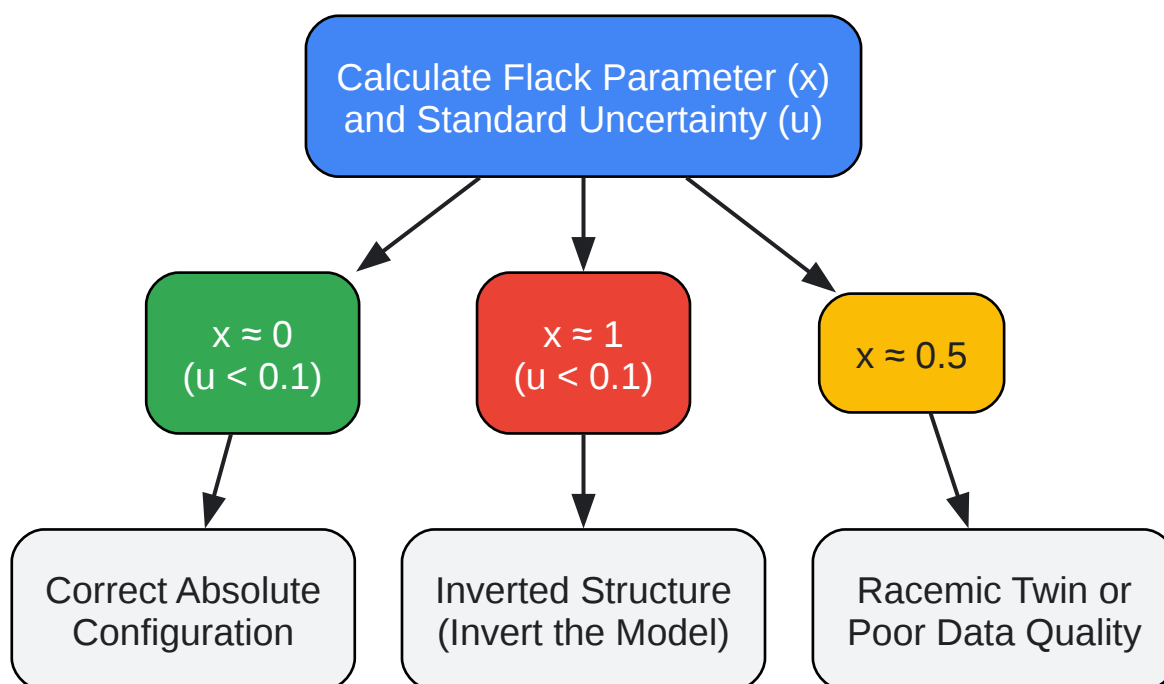 Calculate Flack Parameter (x)
and Standard Uncertainty (u)
x ≈ 0
(u < 0.1)
x ≈ 1
(u < 0.1)
x ≈ 0.5
Correct Absolute
Configuration
Inverted Structure
(Invert the Model)
Racemic Twin or
Poor Data Quality